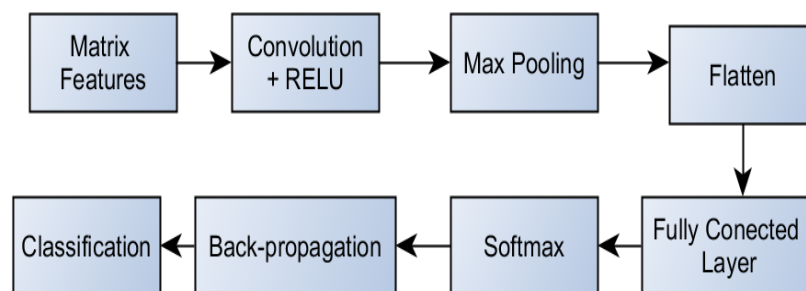 Matrix
Features
Convolution
+ RELU
Max Pooling
Flatten
Fully Conected
Layer
Softmax
Back-propagation
Classification